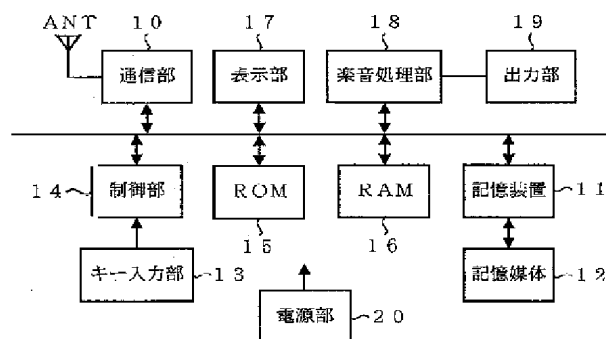 ANT
10
17
18
19
通信部
表示部
楽音処理部
出力部
14
制御部
ROM
RAM
記憶装置
11
15
16
キー入力部
13
記憶媒体
12
電源部
20